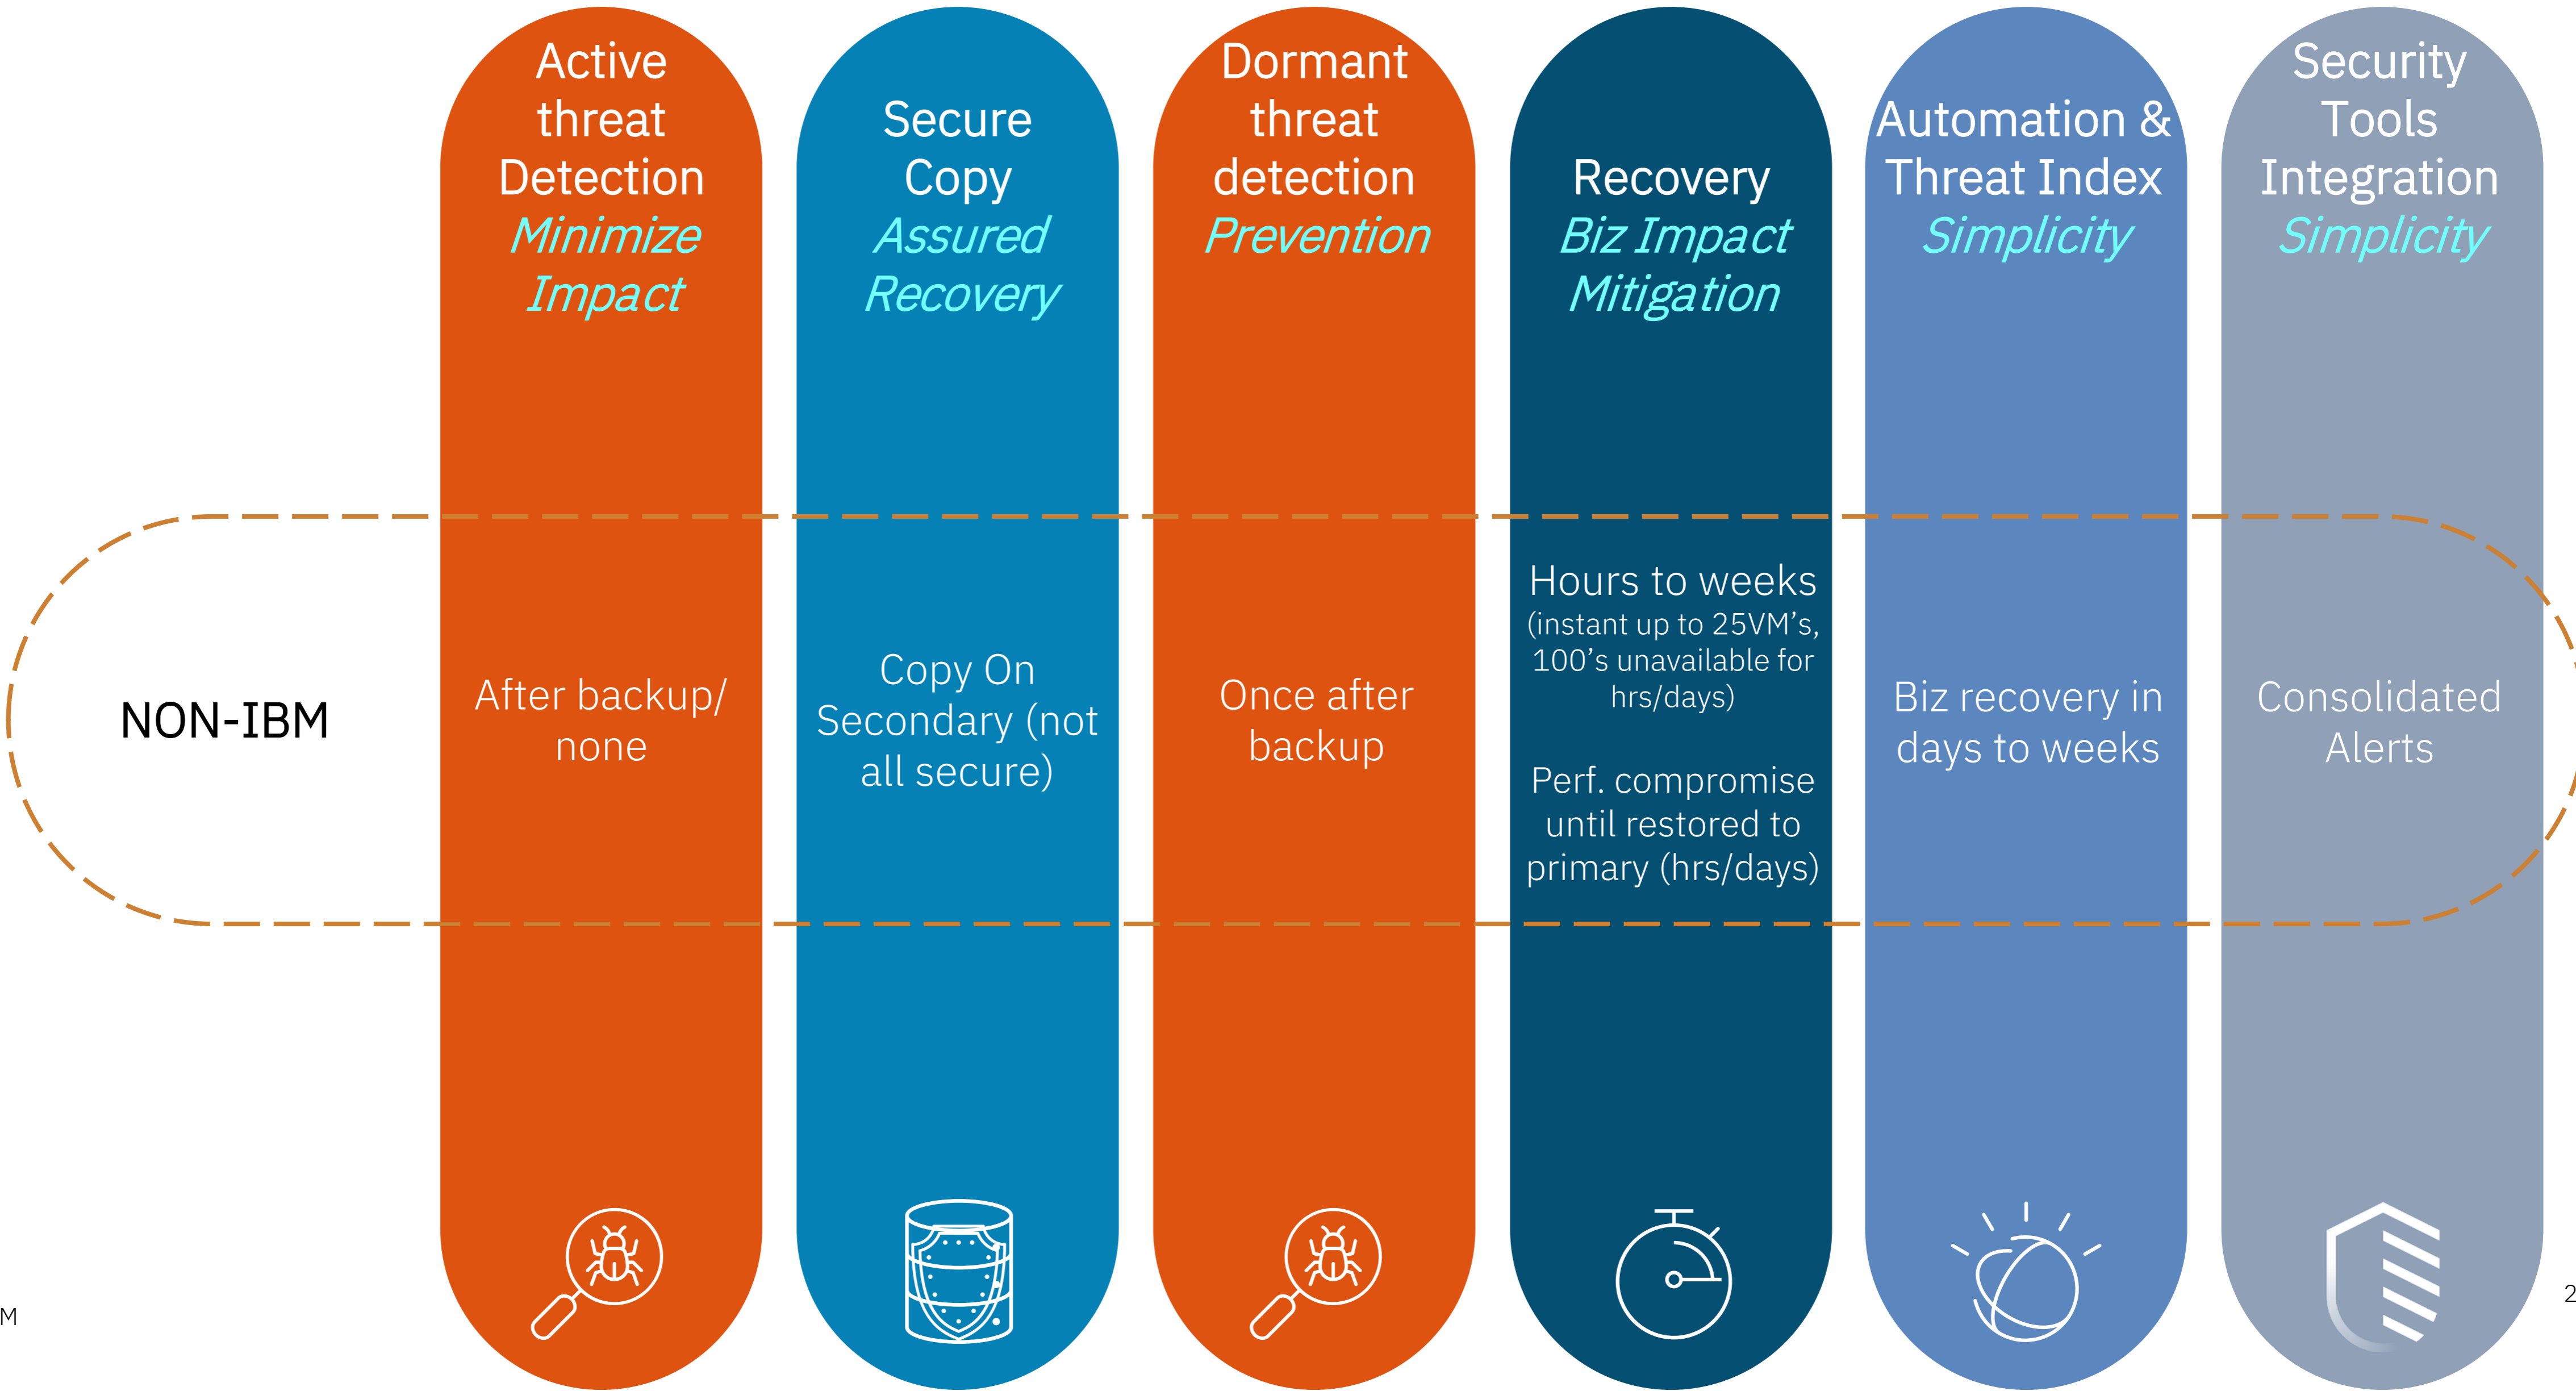 Active
threat
Detection
Minimize
Impact
Secure
Copy
Assured
Recovery
Dormant
threat
detection
Prevention
Recovery
Biz Impact
Mitigation
Automation &
Threat Index
Simplicity
Security
Tools
Integration
Simplicity
NON-IBM
After backup/
none
Copy On
Secondary (not
all secure)
Once after
backup
Hours to weeks
(instant up to 25VM’s,
100’s unavailable for
hrs/days)
Perf. compromise
until restored to
primary (hrs/days)
Biz recovery in
days to weeks
Consolidated
Alerts
M
2